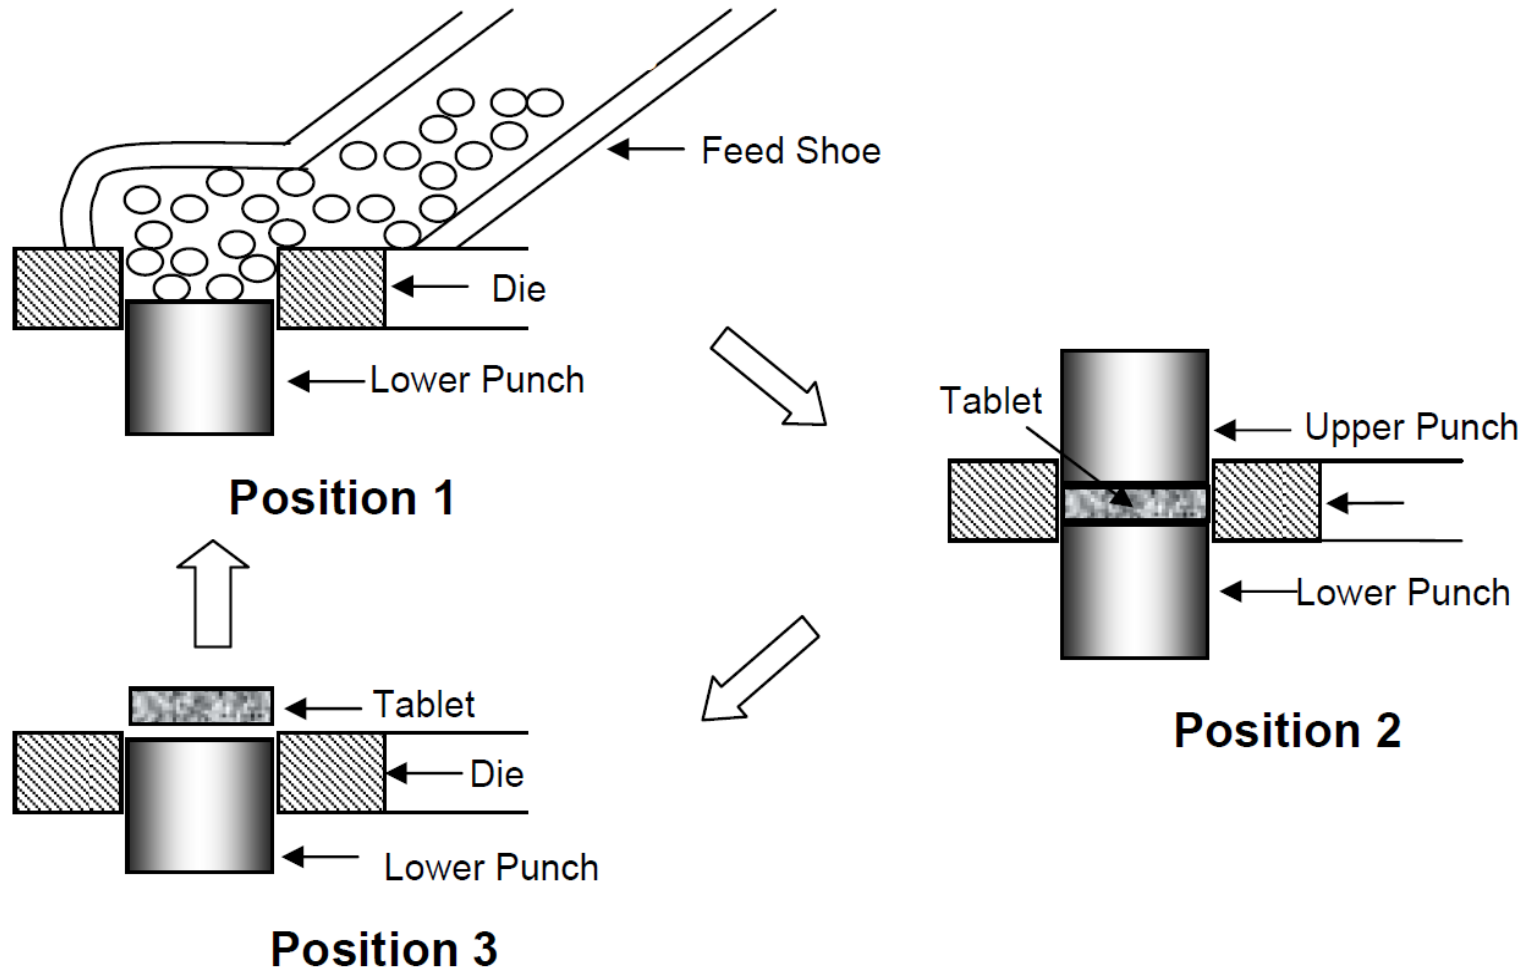 Feed Shoe
Die
Lower Punch
Position 1
Tablet
Upper Punch
Lower Punch
Position 2
Tablet
Die
Lower Punch
Position 3